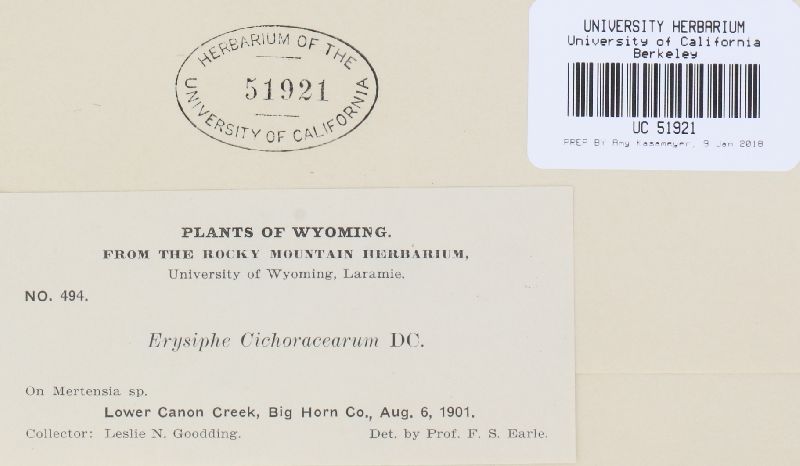 HERBARIUM OF THE
51921
UNIVERSITY OF CALIFORNIA
UNIVERSITY HERBARIUM
University of California
Berkeley
UC 51921
PREP BY Amy Kasameyer, 9 Jan 2018
PLANTS OF WYOMING.
FROM THE ROCKY MOUNTAIN HERBARIUM,
University of Wyoming, Laramie.
NO. 494.
Erysiphe Cichoracearum DC.
On Mertensia sp.
Lower Canon Creek, Big Horn Co., Aug. 6, 1901.
Collector: Leslie N. Goodding. Det. by Prof. F. S. Earle.